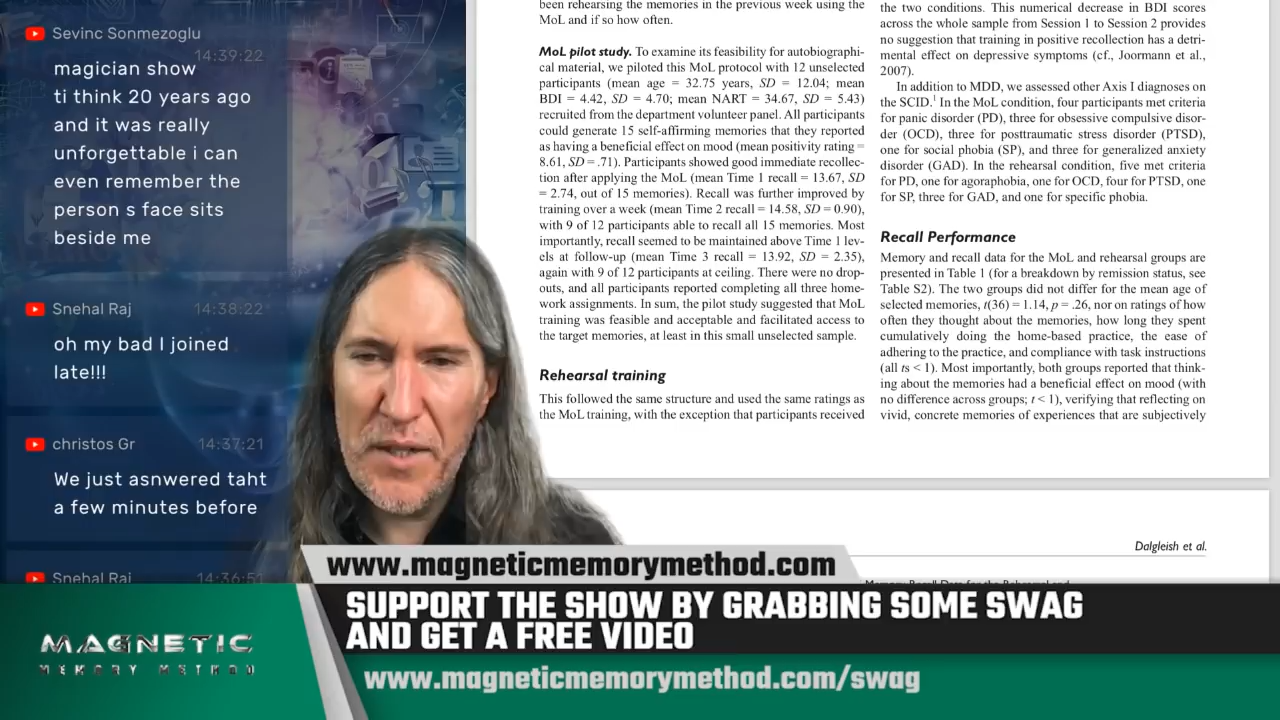 Sevinc Sonmezoglu
14:39:22
magician show
ti think 20 years ago
and it was really
unforgettable i can
even remember the
person s face sits
beside me
Snehal Raj 14:38:22
oh my bad I joined
late!!!
christos Gr 14:37:21
We just asnwered taht
a few minutes before
Snehal Raj 14:36:51
been rehearsing the memories in the previous week using the
MoL and if so how often.
MoL pilot study. To examine its feasibility for autobiographi-
cal material, we piloted this MoL protocol with 12 unselected
participants (mean age = 32.75 years, SD = 12.04; mean
BDI = 4.42, SD = 4.70; mean NART = 34.67, SD = 5.43)
recruited from the department volunteer panel. All participants
could generate 15 self-affirming memories that they reported
as having a beneficial effect on mood (mean positivity rating =
8.61, SD = .71). Participants showed good immediate recollec-
tion after applying the MoL (mean Time 1 recall = 13.67, SD
= 2.74, out of 15 memories). Recall was further improved by
training over a week (mean Time 2 recall = 14.58, SD = 0.90),
with 9 of 12 participants able to recall all 15 memories. Most
importantly, recall seemed to be maintained above Time 1 lev-
els at follow-up (mean Time 3 recall = 13.92, SD = 2.35),
again with 9 of 12 participants at ceiling. There were no drop-
outs, and all participants reported completing all three home-
work assignments. In sum, the pilot study suggested that MoL
training was feasible and acceptable and facilitated access to
the target memories, at least in this small unselected sample.
Rehearsal training
This followed the same structure and used the same ratings as
the MoL training, with the exception that participants received
the two conditions. This numerical decrease in BDI scores
across the whole sample from Session 1 to Session 2 provides
no suggestion that training in positive recollection has a detri-
mental effect on depressive symptoms (cf., Joormann et al.,
2007).
In addition to MDD, we assessed other Axis I diagnoses on
the SCID.1 In the MoL condition, four participants met criteria
for panic disorder (PD), three for obsessive compulsive disor-
der (OCD), three for posttraumatic stress disorder (PTSD),
one for social phobia (SP), and three for generalized anxiety
disorder (GAD). In the rehearsal condition, five met criteria
for PD, one for agoraphobia, one for OCD, four for PTSD, one
for SP, three for GAD, and one for specific phobia.
Recall Performance
Memory and recall data for the MoL and rehearsal groups are
presented in Table 1 (for a breakdown by remission status, see
Table S2). The two groups did not differ for the mean age of
selected memories, t(36) = 1.14, p = .26, nor on ratings of how
often they thought about the memories, how long they spent
cumulatively doing the home-based practice, the ease of
adhering to the practice, and compliance with task instructions
(all ts < 1). Most importantly, both groups reported that think-
ing about the memories had a beneficial effect on mood (with
no difference across groups; t < 1), verifying that reflecting on
vivid, concrete memories of experiences that are subjectively
Dalgleish et al.
www.magneticmemorymethod.com
SUPPORT THE SHOW BY GRABBING SOME SWAG
AND GET A FREE VIDEO
www.magneticmemorymethod.com/swag
MAGNETIC
MEMORY METHOD